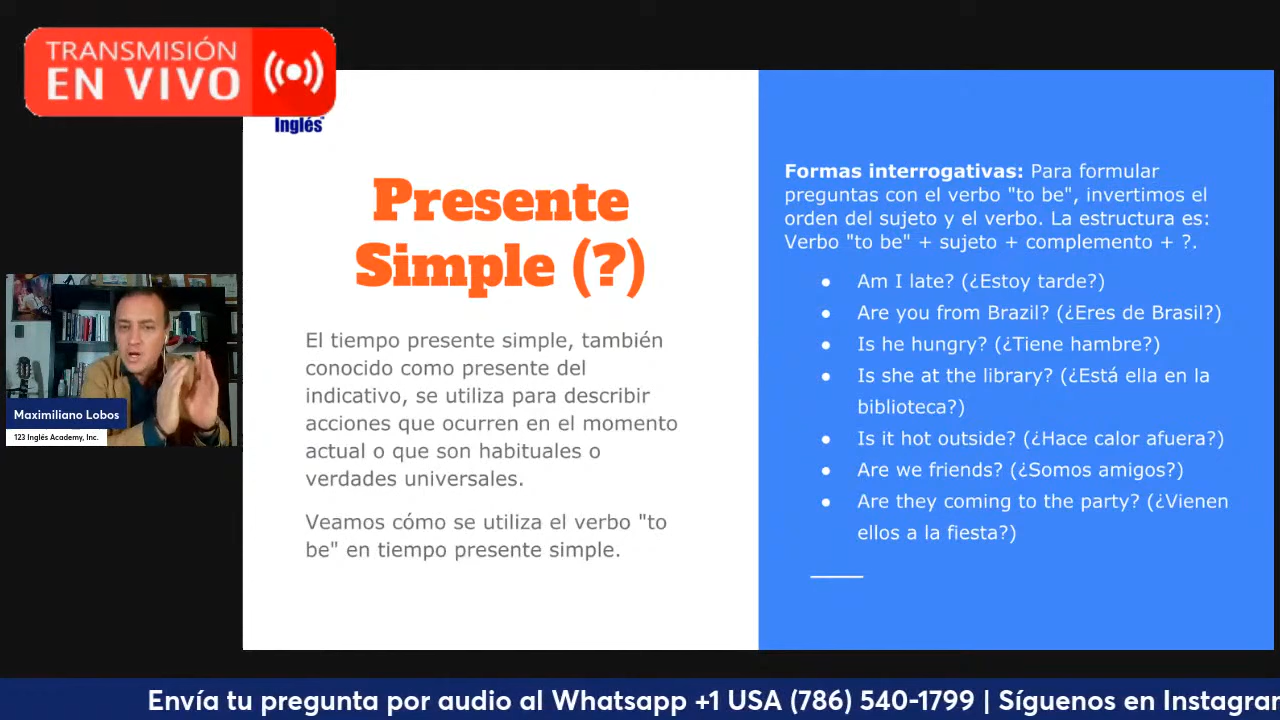 TRANSMISIÓN
EN VIVO
Inglés
Presente
Simple (?)
El tiempo presente simple, también
conocido como presente del
indicativo, se utiliza para describir
acciones que ocurren en el momento
actual o que son habituales o
verdades universales.
Veamos cómo se utiliza el verbo "to
be" en tiempo presente simple.
Formas interrogativas: Para formular
preguntas con el verbo "to be", invertimos el
orden del sujeto y el verbo. La estructura es:
Verbo "to be" + sujeto + complemento + ?.
● Am I late? (¿Estoy tarde?)
● Are you from Brazil? (¿Eres de Brasil?)
● Is he hungry? (¿Tiene hambre?)
● Is she at the library? (¿Está ella en la
biblioteca?)
● Is it hot outside? (¿Hace calor afuera?)
● Are we friends? (¿Somos amigos?)
● Are they coming to the party? (¿Vienen
ellos a la fiesta?)
Maximiliano Lobos
123 Inglés Academy, Inc.
Envía tu pregunta por audio al Whatsapp +1 USA (786) 540-1799 | Síguenos en Instagram